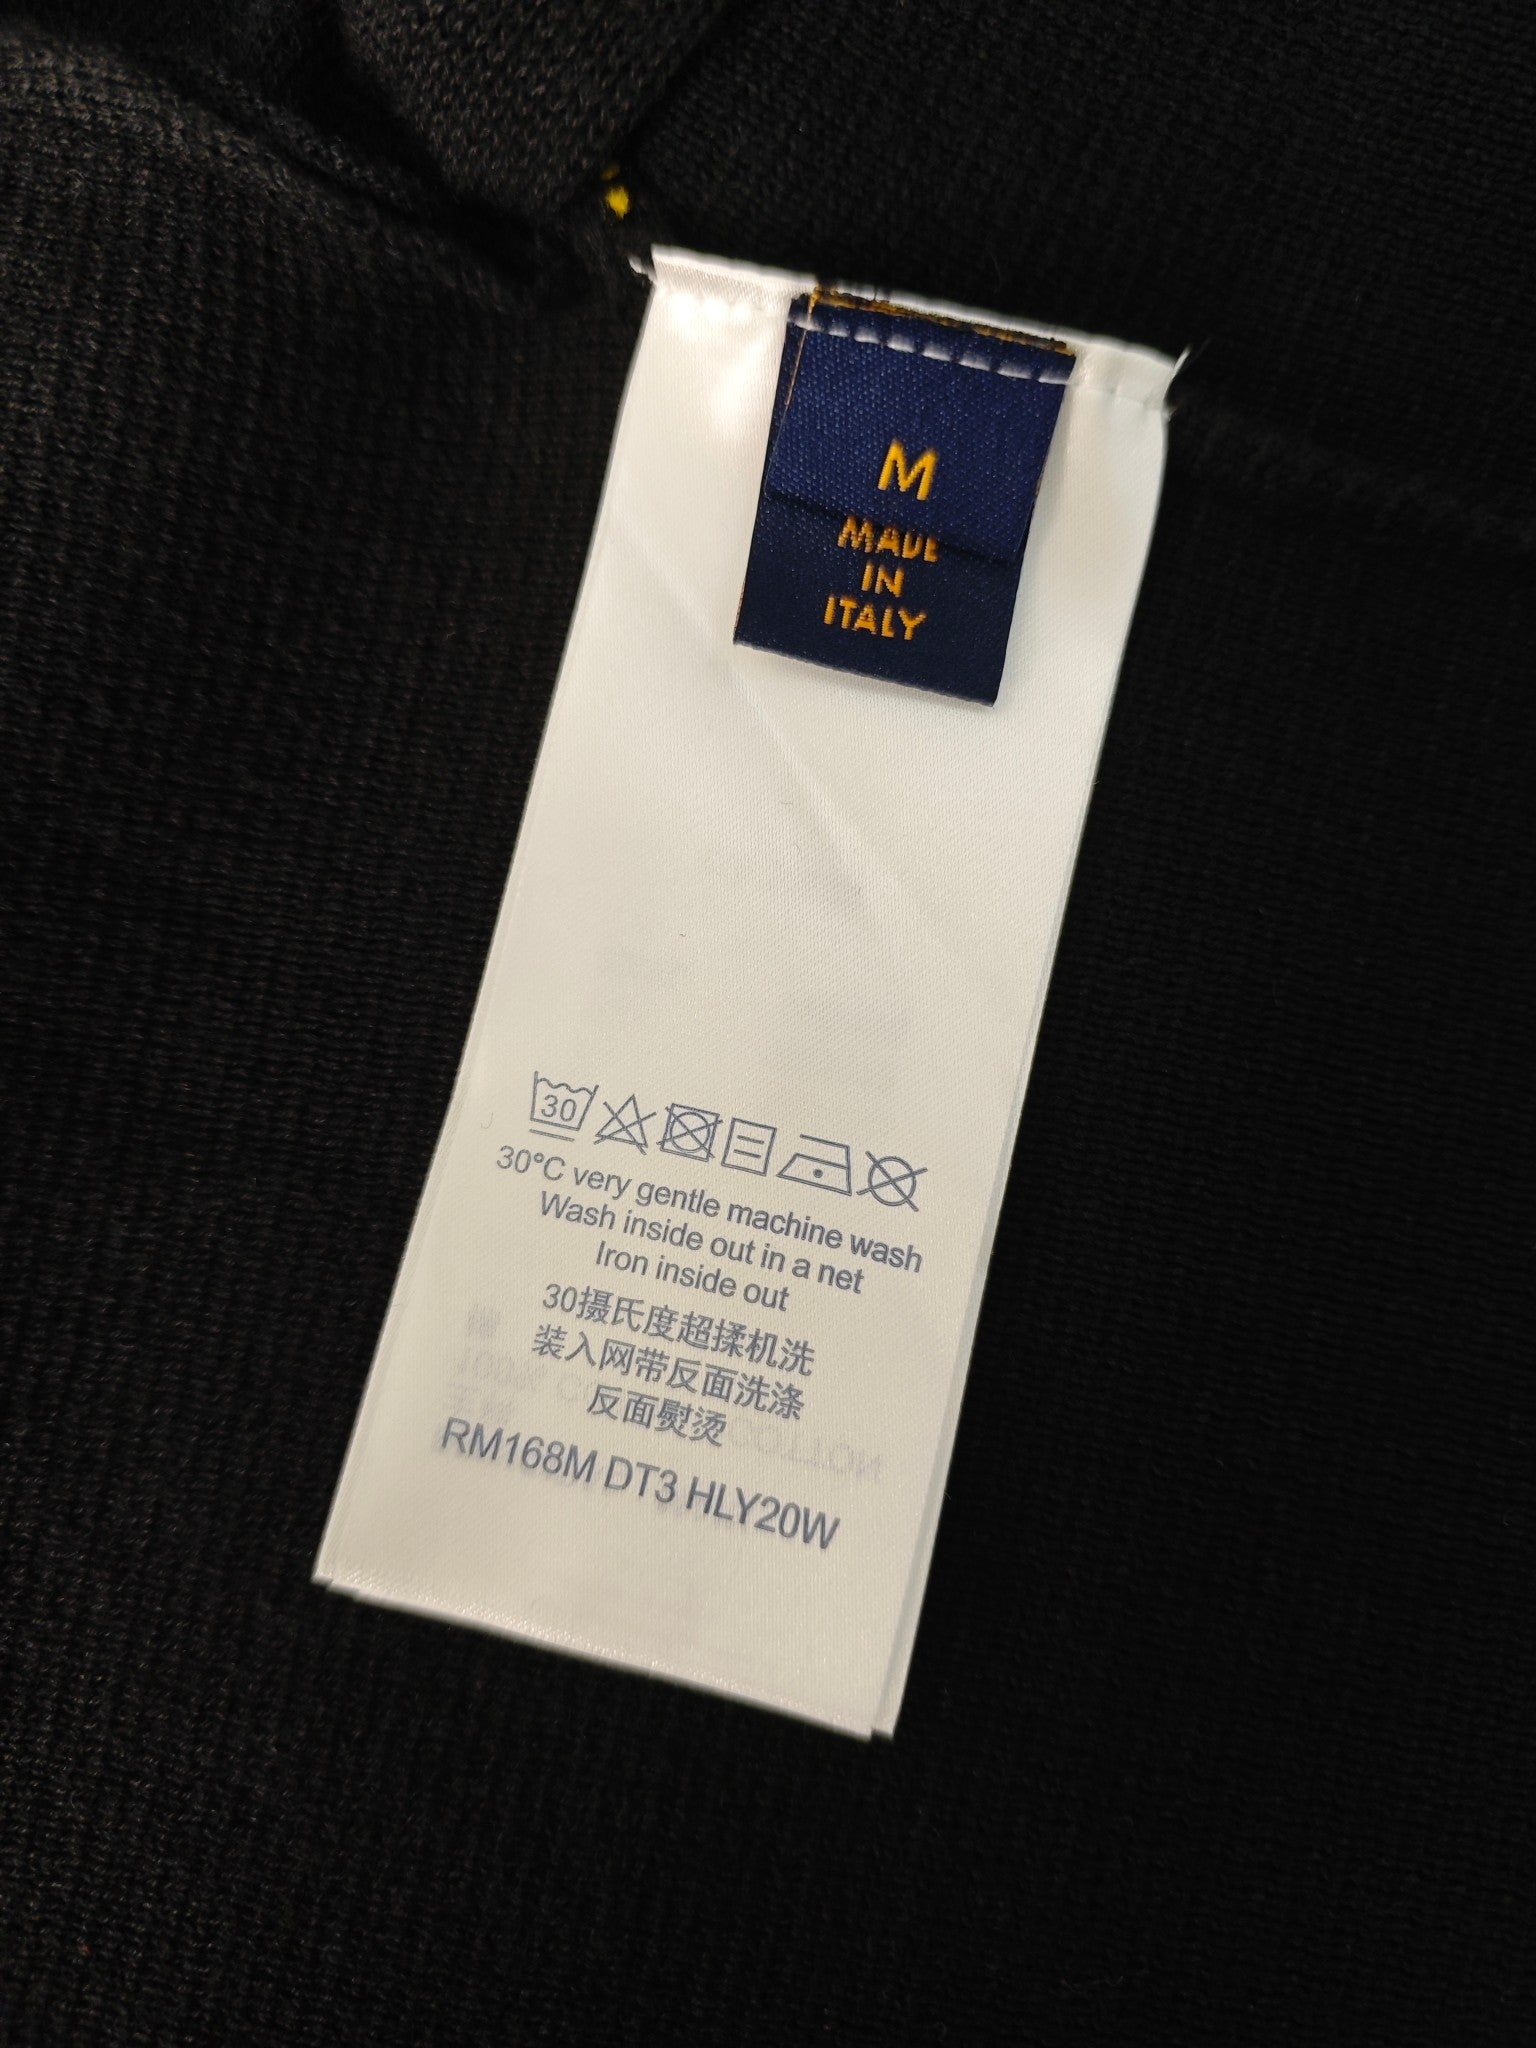 M
MADE
IN
ITALY
30
30°C very gentle machine wash
Wash inside out in a net
Iron inside out
30摄氏度超揉机洗
装入网带反面洗涤
反面熨烫
RM168M DT3 HLY20W